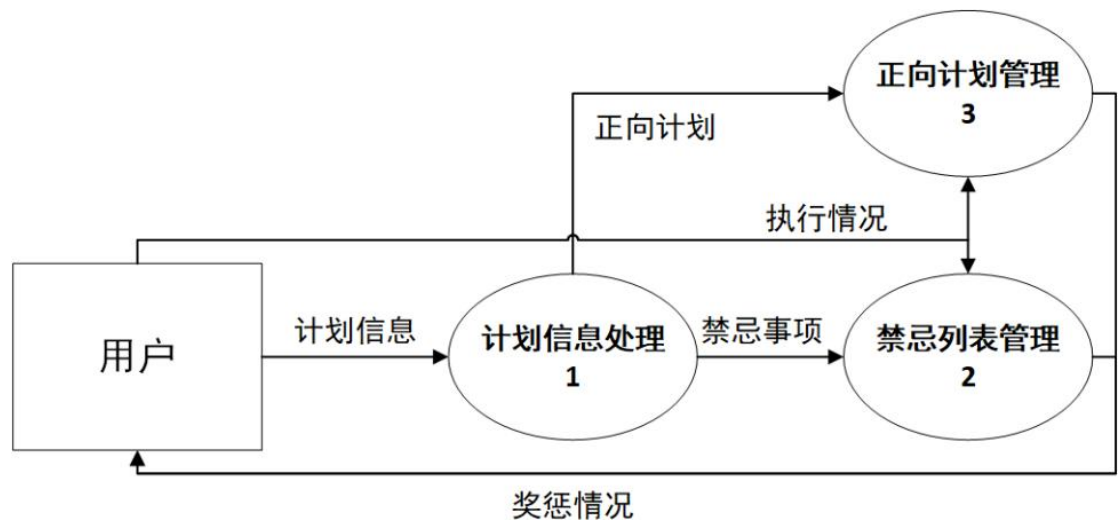 正向计划管理
3
正向计划
执行情况
用户
计划信息
计划信息处理
1
禁忌事项
禁忌列表管理
2
奖惩情况